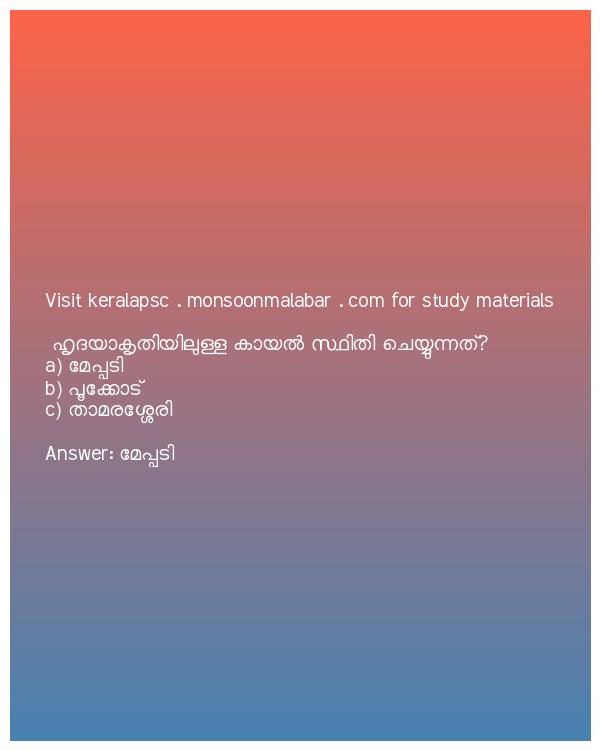 Visit keralapsc . monsoonmalabar . com for study materials
ഹൃദയാകൃതിയിലുള്ള കായൽ സ്ഥിതി ചെയ്യുന്നത്?
a) മേപ്പടി
b) പൂക്കോട്
c) താമരശ്ശേരി
Answer: മേപ്പടി